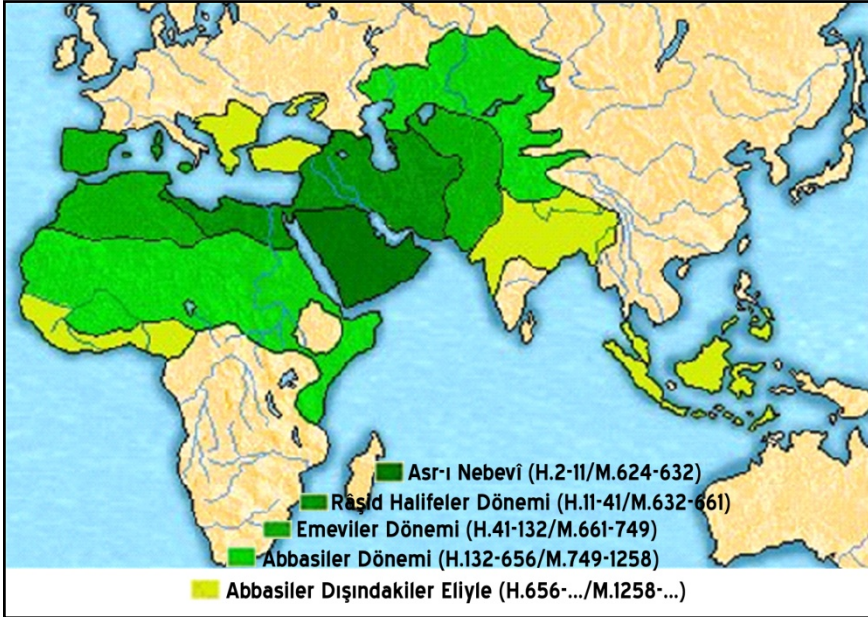 Asr-ı Nebevî (H.2-11/M.624-632)
Râşid Halifeler Dönemi (H.11-41/M.632-661)
Emeviler Dönemi (H.41-132/M.661-749)
Abbasiler Dönemi (H.132-656/M.749-1258)
Abbasiler Dışındakiler Eliyle (H.656-.../M.1258-...)